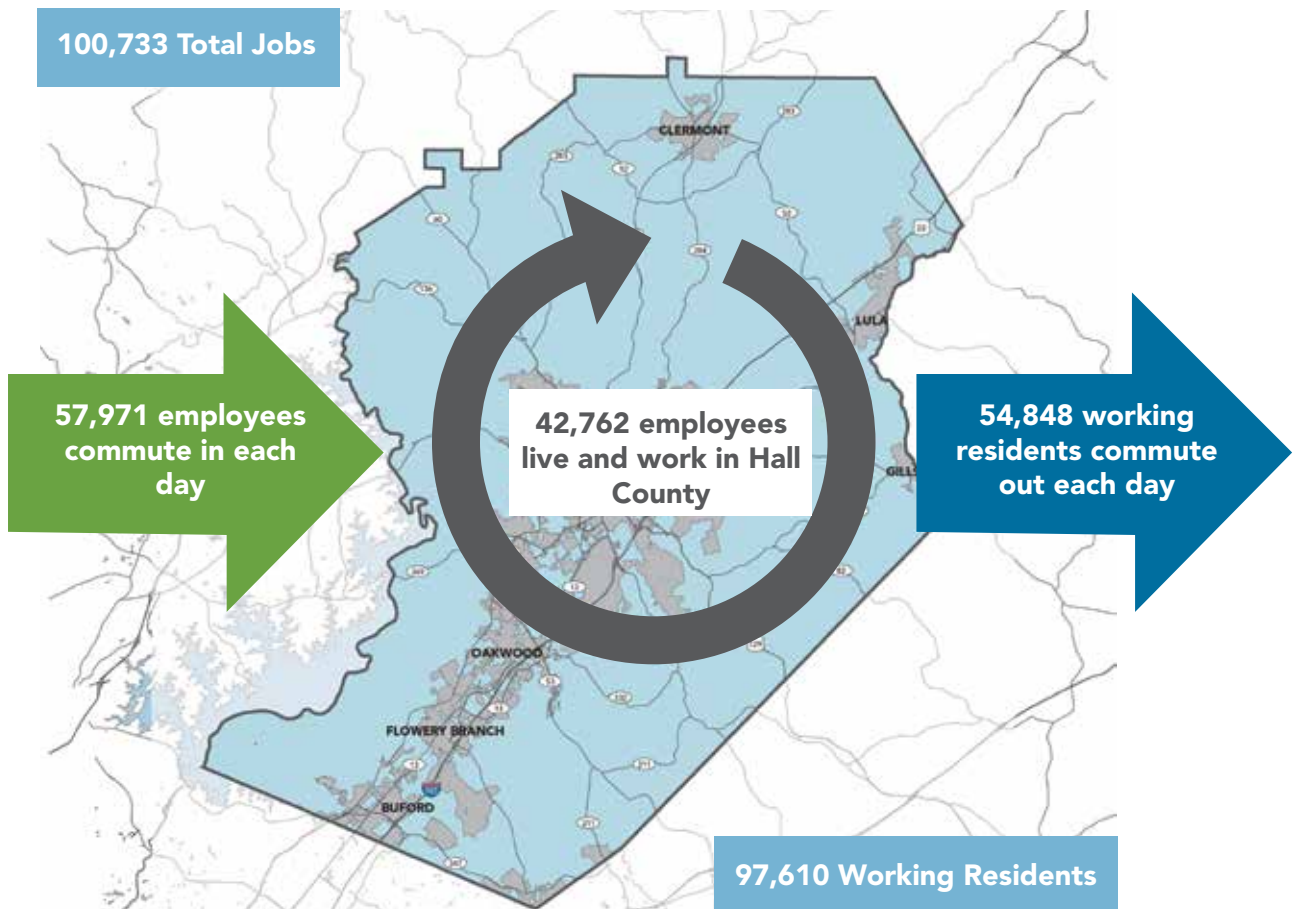 100,733 Total Jobs
CLERMONT
LULA
57,971 employees
commute in each
day
42,762 employees
live and work in Hall
County
54,848 working
residents commute
out each day
GILLS
OAKWOOD
FLOWERY BRANCH
BUFORD
97,610 Working Residents